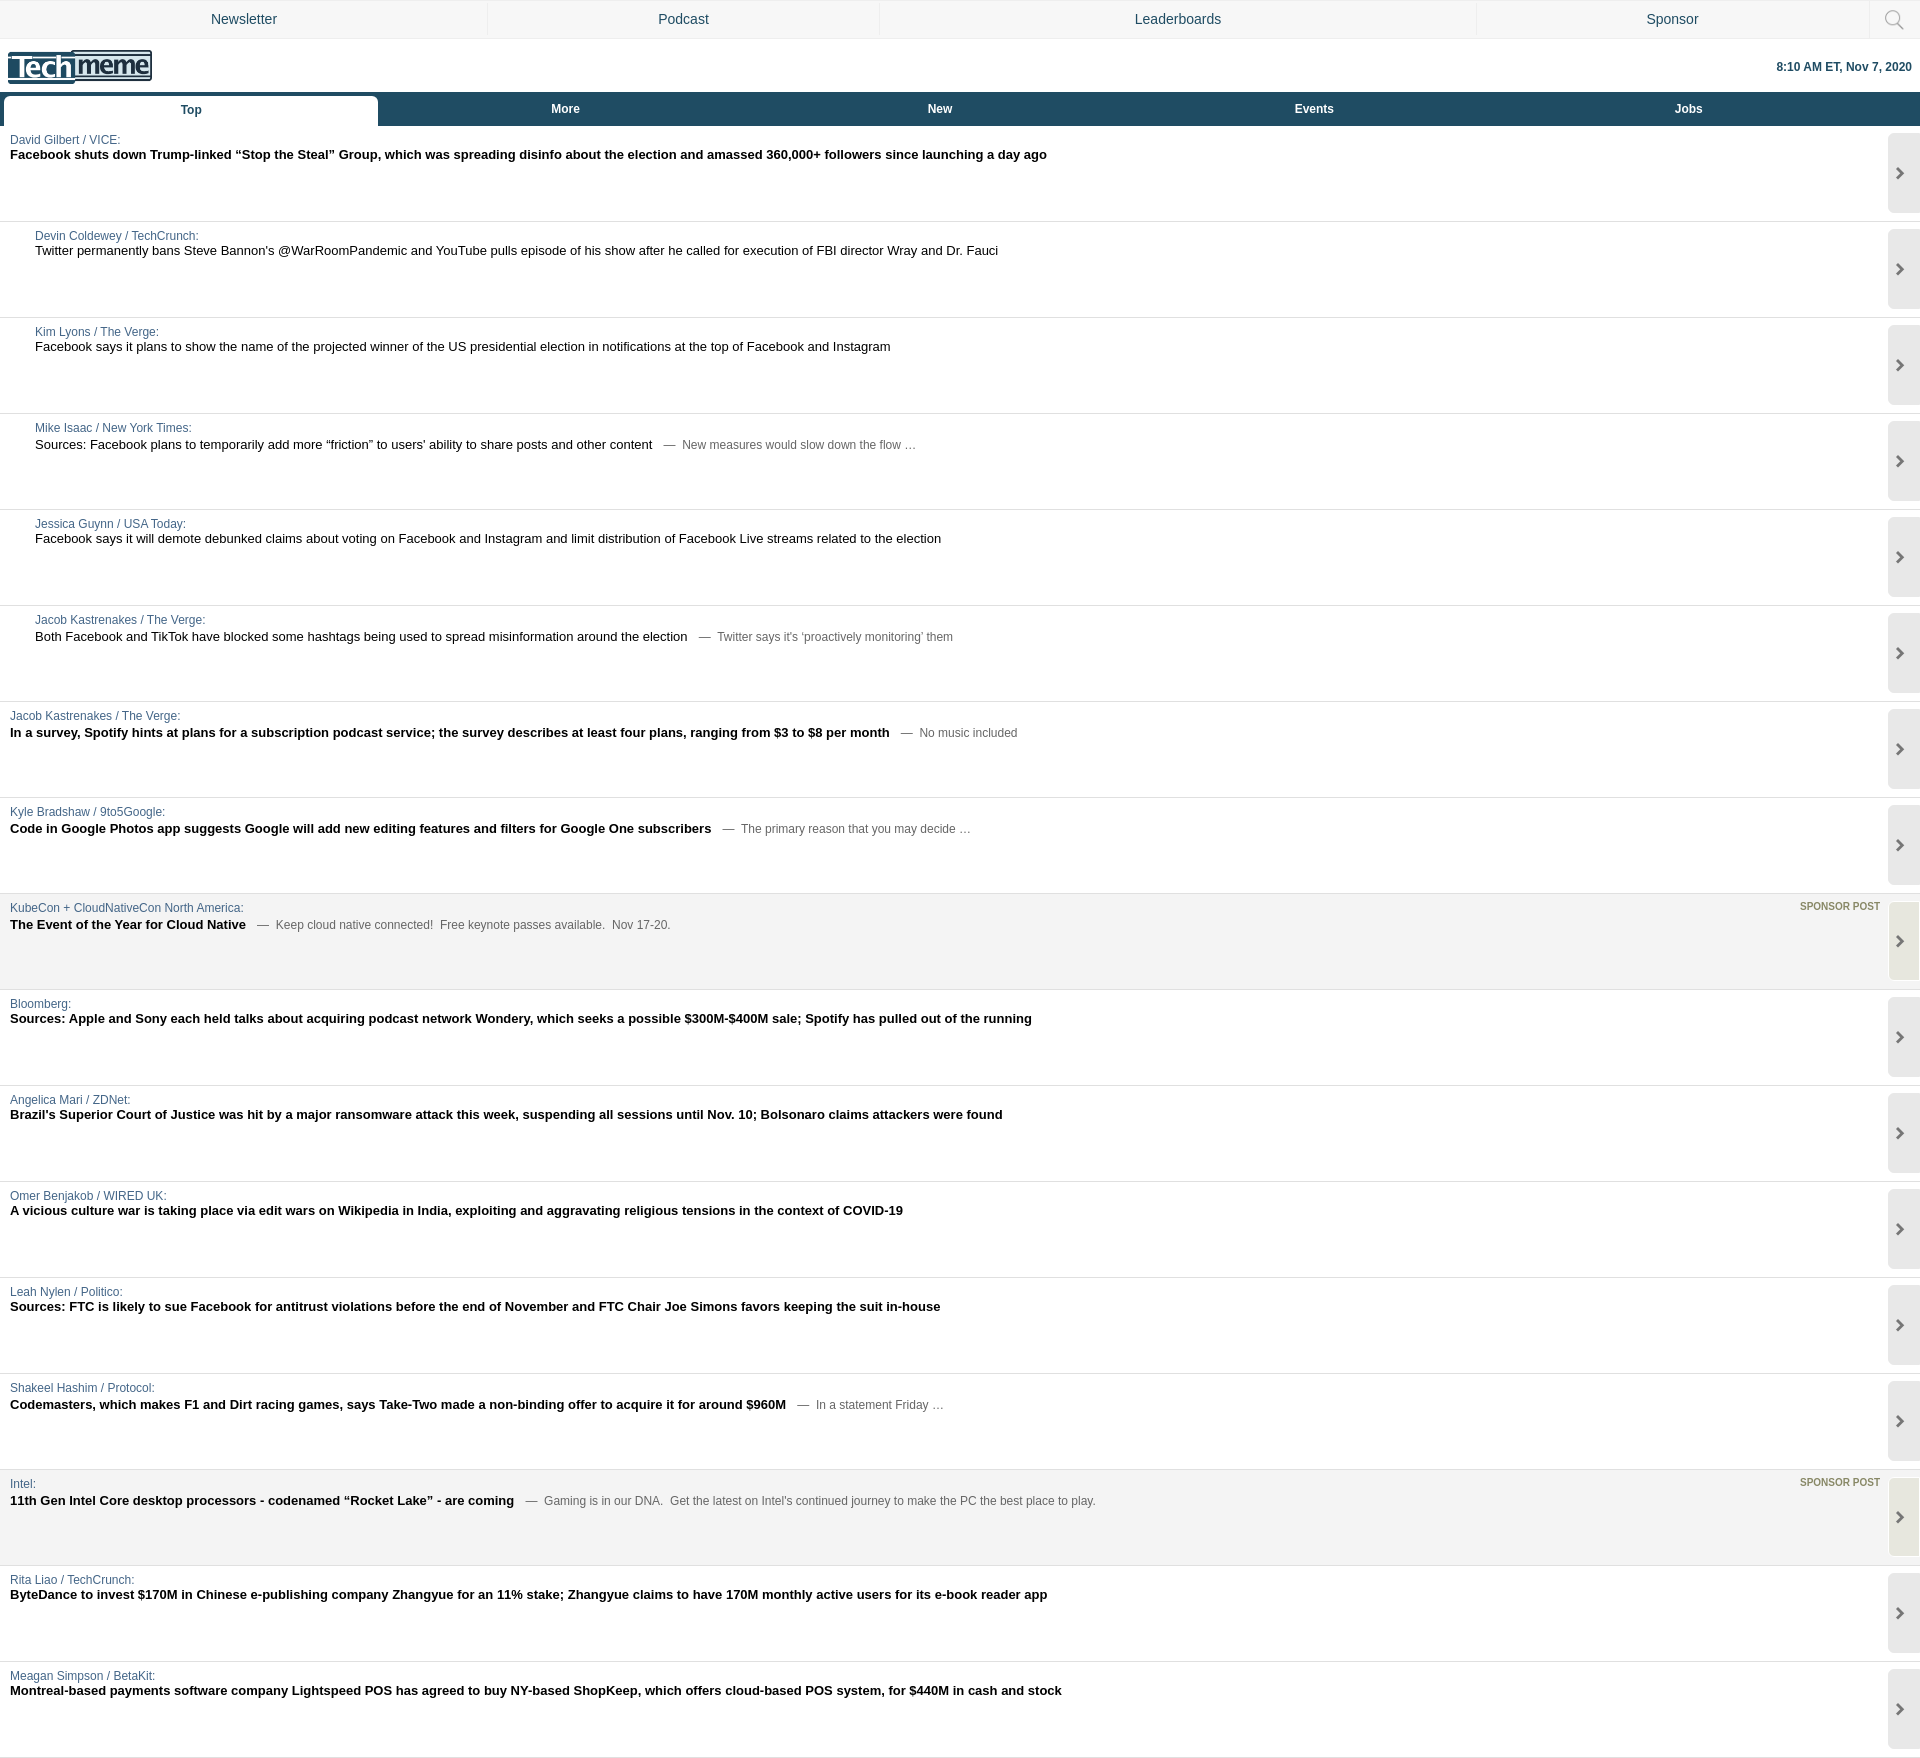 Newsletter
Podcast
Leaderboards
Sponsor
Techmeme
8:10 AM ET, Nov 7, 2020
Top
More
New
Events
Jobs
David Gilbert / VICE:
Facebook shuts down Trump-linked “Stop the Steal” Group, which was spreading disinfo about the election and amassed 360,000+ followers since launching a day ago
Devin Coldewey / TechCrunch:
Twitter permanently bans Steve Bannon's @WarRoomPandemic and YouTube pulls episode of his show after he called for execution of FBI director Wray and Dr. Fauci
Kim Lyons / The Verge:
Facebook says it plans to show the name of the projected winner of the US presidential election in notifications at the top of Facebook and Instagram
Mike Isaac / New York Times:
Sources: Facebook plans to temporarily add more “friction” to users' ability to share posts and other content — New measures would slow down the flow …
Jessica Guynn / USA Today:
Facebook says it will demote debunked claims about voting on Facebook and Instagram and limit distribution of Facebook Live streams related to the election
Jacob Kastrenakes / The Verge:
Both Facebook and TikTok have blocked some hashtags being used to spread misinformation around the election — Twitter says it's ‘proactively monitoring’ them
Jacob Kastrenakes / The Verge:
In a survey, Spotify hints at plans for a subscription podcast service; the survey describes at least four plans, ranging from $3 to $8 per month — No music included
Kyle Bradshaw / 9to5Google:
Code in Google Photos app suggests Google will add new editing features and filters for Google One subscribers — The primary reason that you may decide …
KubeCon + CloudNativeCon North America:
SPONSOR POST
The Event of the Year for Cloud Native — Keep cloud native connected! Free keynote passes available. Nov 17-20.
Bloomberg:
Sources: Apple and Sony each held talks about acquiring podcast network Wondery, which seeks a possible $300M-$400M sale; Spotify has pulled out of the running
Angelica Mari / ZDNet:
Brazil's Superior Court of Justice was hit by a major ransomware attack this week, suspending all sessions until Nov. 10; Bolsonaro claims attackers were found
Omer Benjakob / WIRED UK:
A vicious culture war is taking place via edit wars on Wikipedia in India, exploiting and aggravating religious tensions in the context of COVID-19
Leah Nylen / Politico:
Sources: FTC is likely to sue Facebook for antitrust violations before the end of November and FTC Chair Joe Simons favors keeping the suit in-house
Shakeel Hashim / Protocol:
Codemasters, which makes F1 and Dirt racing games, says Take-Two made a non-binding offer to acquire it for around $960M — In a statement Friday …
Intel:
SPONSOR POST
11th Gen Intel Core desktop processors - codenamed “Rocket Lake” - are coming — Gaming is in our DNA. Get the latest on Intel's continued journey to make the PC the best place to play.
Rita Liao / TechCrunch:
ByteDance to invest $170M in Chinese e-publishing company Zhangyue for an 11% stake; Zhangyue claims to have 170M monthly active users for its e-book reader app
Meagan Simpson / BetaKit:
Montreal-based payments software company Lightspeed POS has agreed to buy NY-based ShopKeep, which offers cloud-based POS system, for $440M in cash and stock